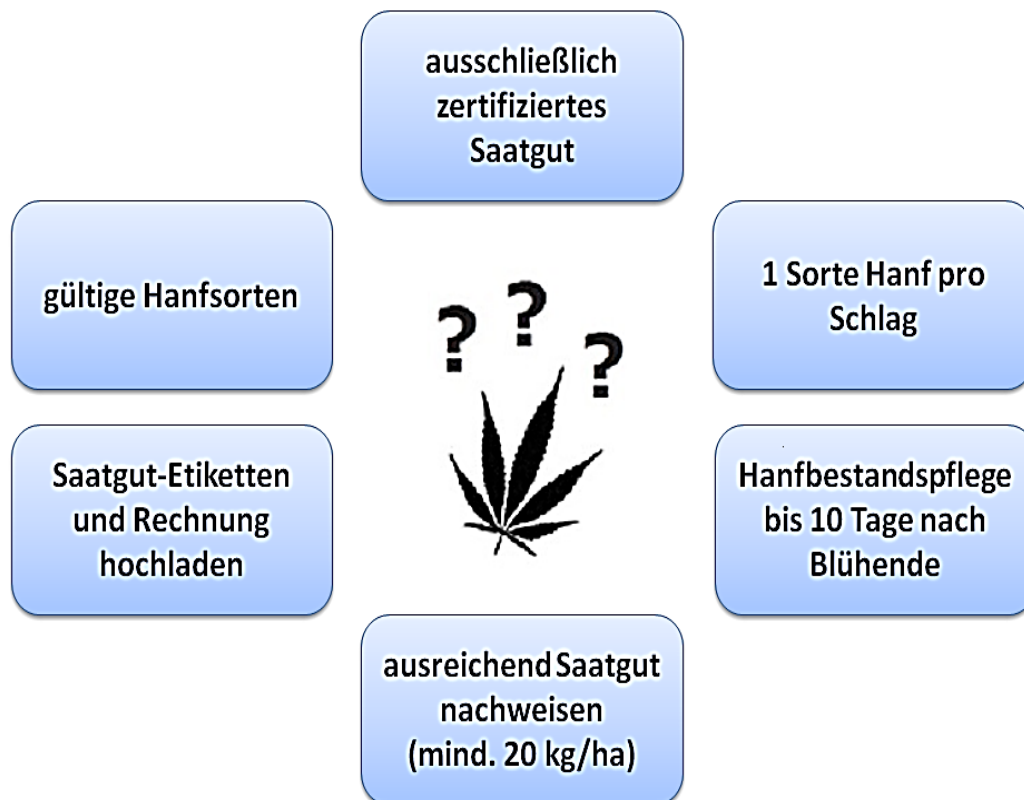 ausschließlich
zertifiziertes
Saatgut
gültige Hanfsorten
1 Sorte Hanf pro
Schlag
? ? ?
Saatgut-Etiketten
und Rechnung
hochladen
Hanfbestandspflege
bis 10 Tage nach
Blühende
ausreichend Saatgut
nachweisen
(mind. 20 kg/ha)